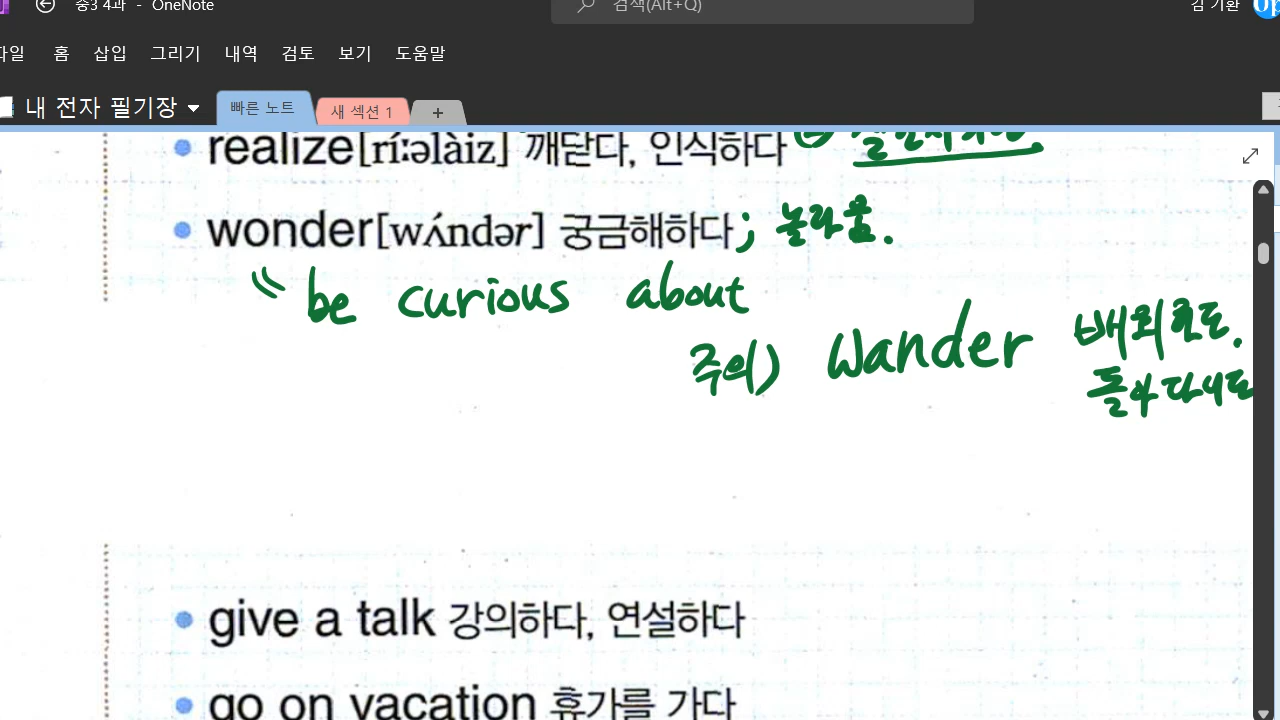 중3 4과 - OneNote
검색(Alt+Q)
김 기환
파일 홈 삽입 그리기 내역 검토 보기 도움말
내 전자 필기장
빠른 노트
새 섹션 1
+
realize[ríːəlàiz] 깨닫다, 인식하다
wonder[wʌ́ndər] 궁금해하다; 놀라움.
be curious about
주의) wander 배회하다.
돌아다니다
give a talk 강의하다, 연설하다
go on vacation 휴가를 가다